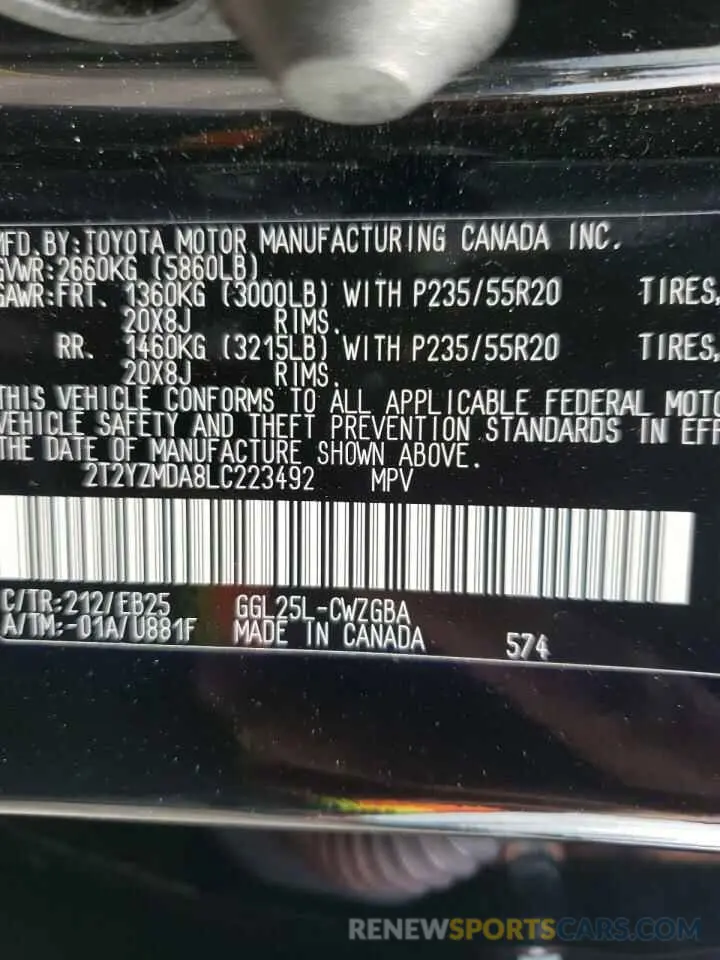 MFD.BY:TOYOTA MOTOR MANUFACTURING CANADA INC.
GVWR:2660KG (5860LB)
GAWR:FRT. 1360KG (3000LB) WITH P235/55R20 TIRES,
20X8J RIMS.
RR. 1460KG (3215LB) WITH P235/55R20 TIRES,
20X8J RIMS.
THIS VEHICLE CONFORMS TO ALL APPLICABLE FEDERAL MOTO
VEHICLE SAFETY AND THEFT PREVENTION STANDARDS IN EFF
THE DATE OF MANUFACTURE SHOWN ABOVE.
2T2YZMDA8LC223492 MPV
C/TR:212/EB25 GGL25L-CWZGBA
A/TM:-01A/U881F MADE IN CANADA 574
RENEWSPORTSCARS.COM